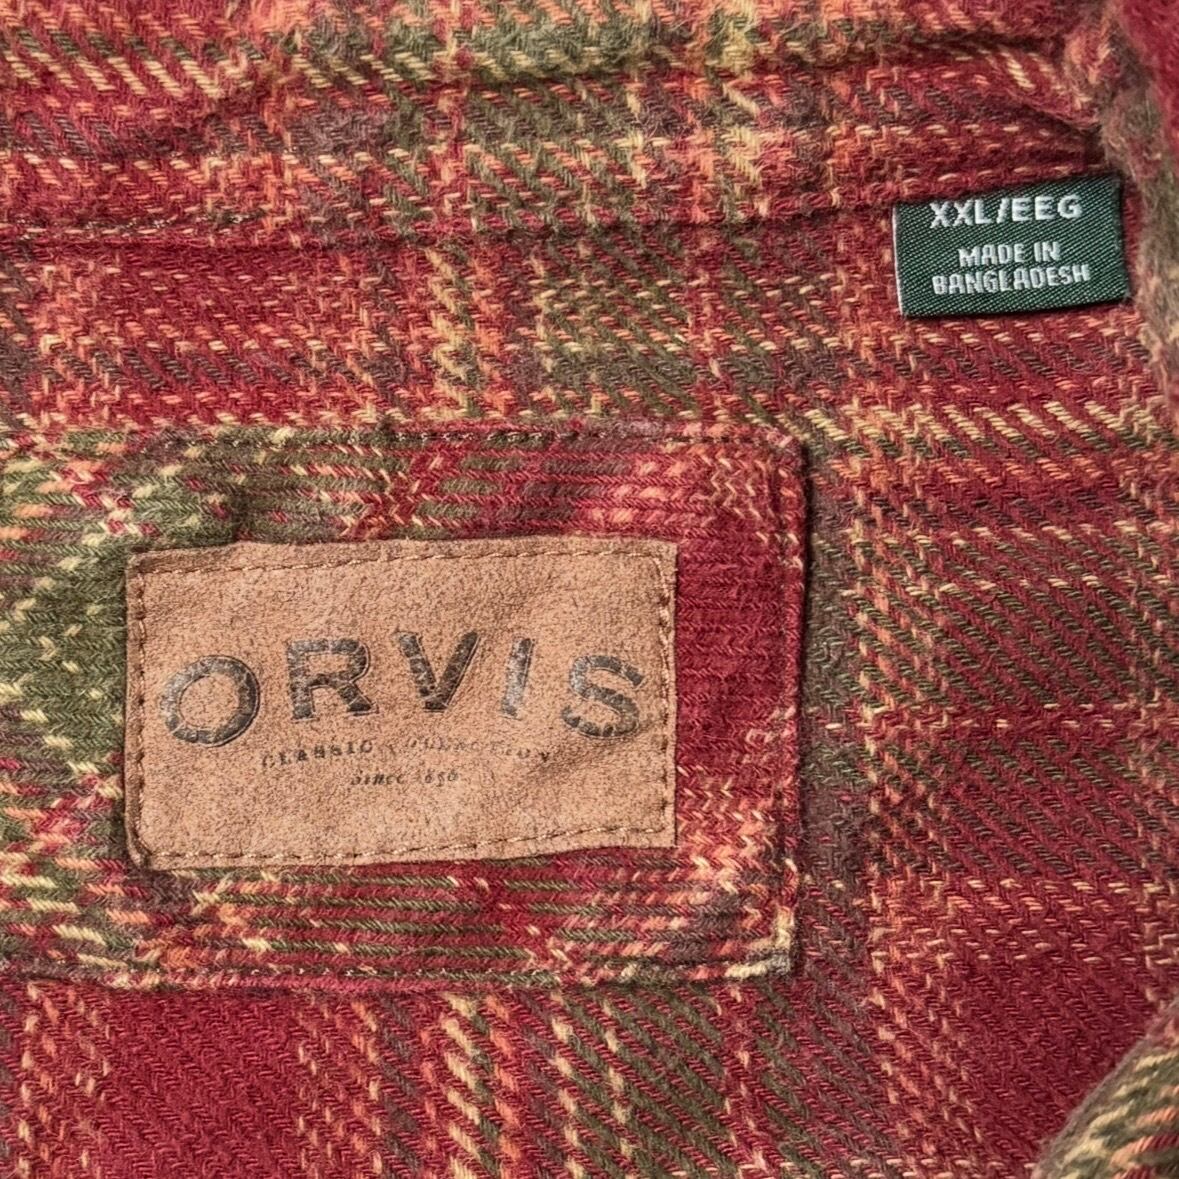 XXL/EEG
MADE IN
BANGLADESH
ORVIS
CLASSIC COLLECTION
Since 1856